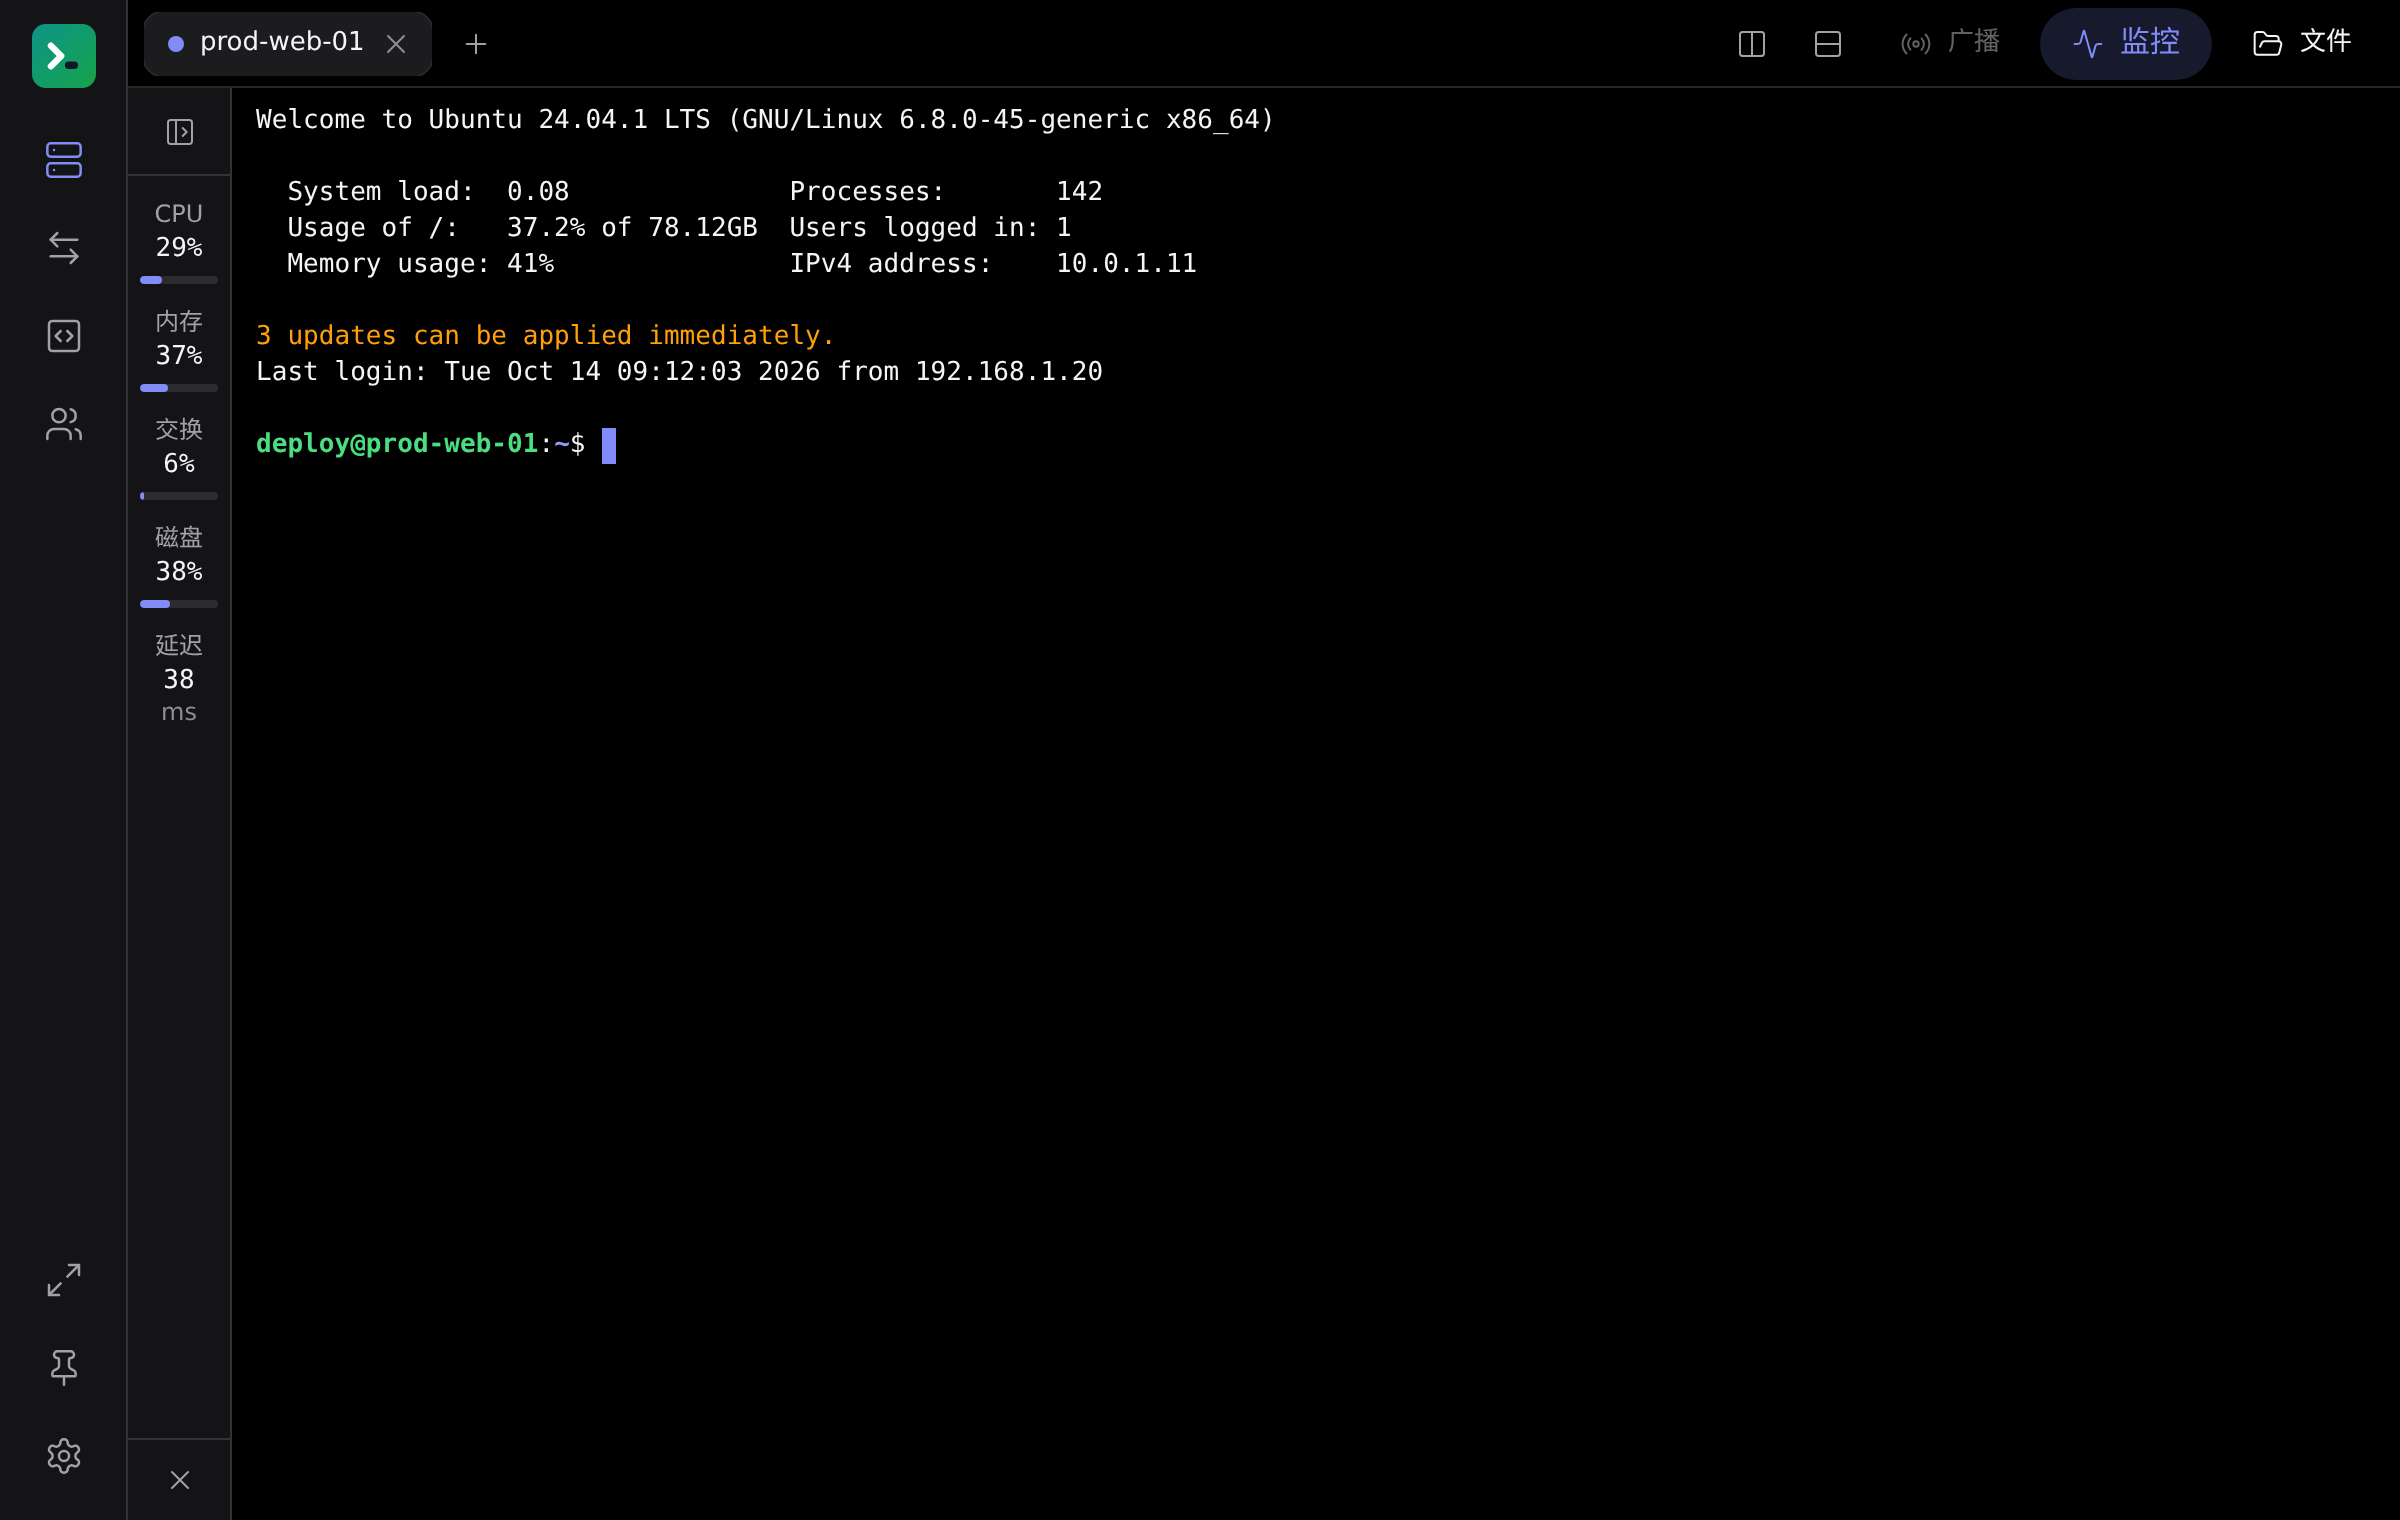 prod-web-01
广播
监控
文件
CPU
29%
内存
37%
交换
6%
磁盘
38%
延迟
38
ms
Welcome to Ubuntu 24.04.1 LTS (GNU/Linux 6.8.0-45-generic x86_64)
System load:  0.08              Processes:       142
Usage of /:   37.2% of 78.12GB  Users logged in: 1
Memory usage: 41%               IPv4 address:    10.0.1.11
3 updates can be applied immediately.
Last login: Tue Oct 14 09:12:03 2026 from 192.168.1.20
deploy@prod-web-01:~$